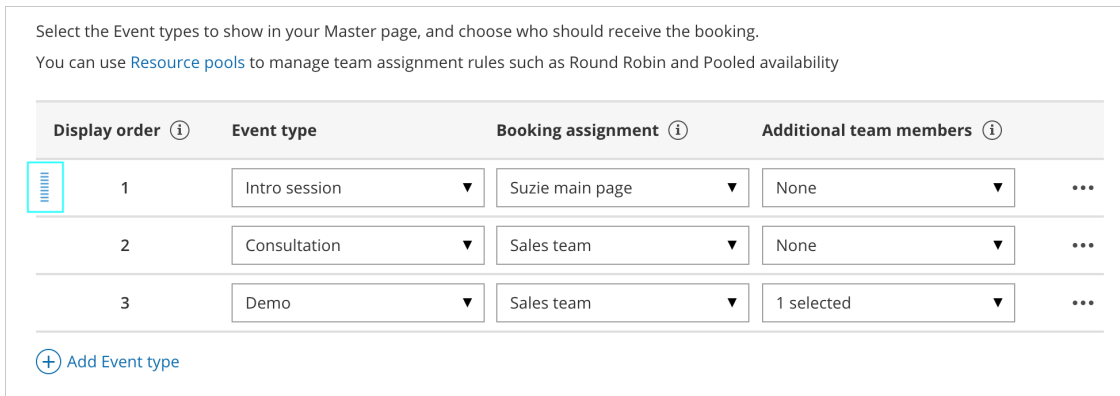 Select the Event types to show in your Master page, and choose who should receive the booking.
You can use Resource pools to manage team assignment rules such as Round Robin and Pooled availability
Display order Event type Booking assignment Additional team members
1 Intro session Suzie main page None
2 Consultation Sales team None
3 Demo Sales team 1 selected
Add Event type